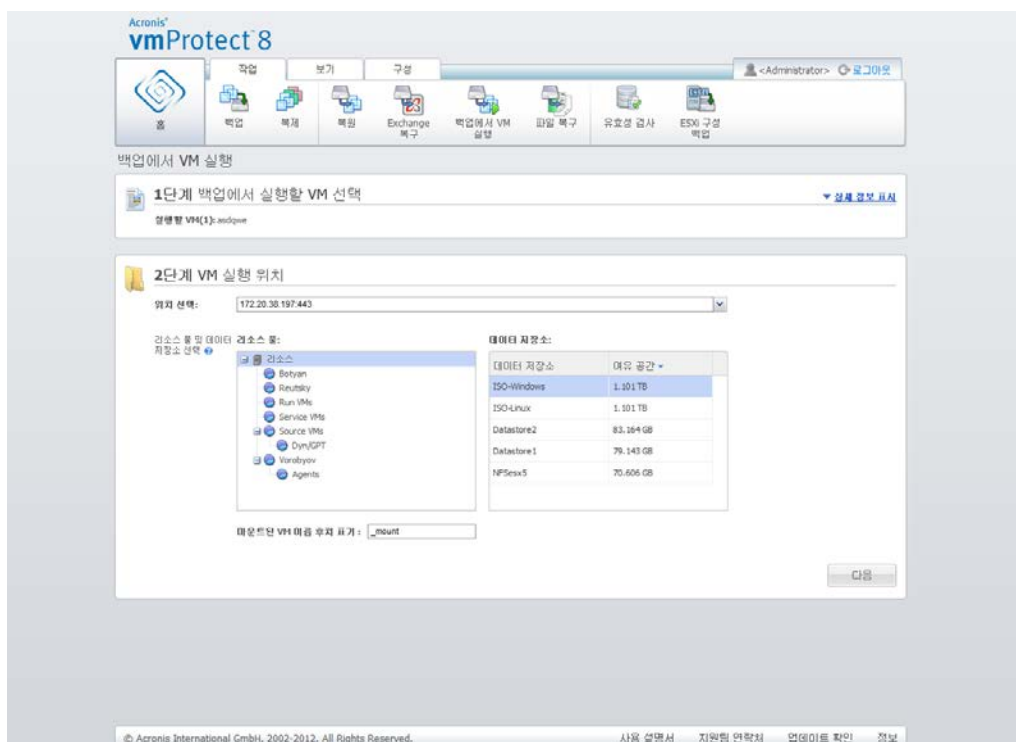 Acronis®
vmProtect 8
작업 보기 구성
<Administrator> 로그아웃
홈
백업 복제 복원 Exchange 복구 백업에서 VM 실행 파일 복구 유효성 검사 ESXi 구성 백업
백업에서 VM 실행
1단계 백업에서 실행할 VM 선택
상세 정보 표시
실행할 VM(1): asdqwe
2단계 VM 실행 위치
위치 선택: 172.20.38.197:443
리소스 풀 및 데이터 저장소 선택
리소스 풀:
리소스
Botyan
Reutsky
Run VMs
Service VMs
Source VMs
Dyn/GPT
Vorobyov
Agents
데이터 저장소:
데이터 저장소 여유 공간
ISO-Windows 1.101 TB
ISO-Linux 1.101 TB
Datastore2 83.164 GB
Datastore1 79.143 GB
NFSesx5 70.606 GB
마운트된 VM 이름 후치 표기 : _mount
다음
© Acronis International GmbH, 2002-2012. All Rights Reserved.
사용 설명서 지원팀 연락처 업데이트 확인 정보